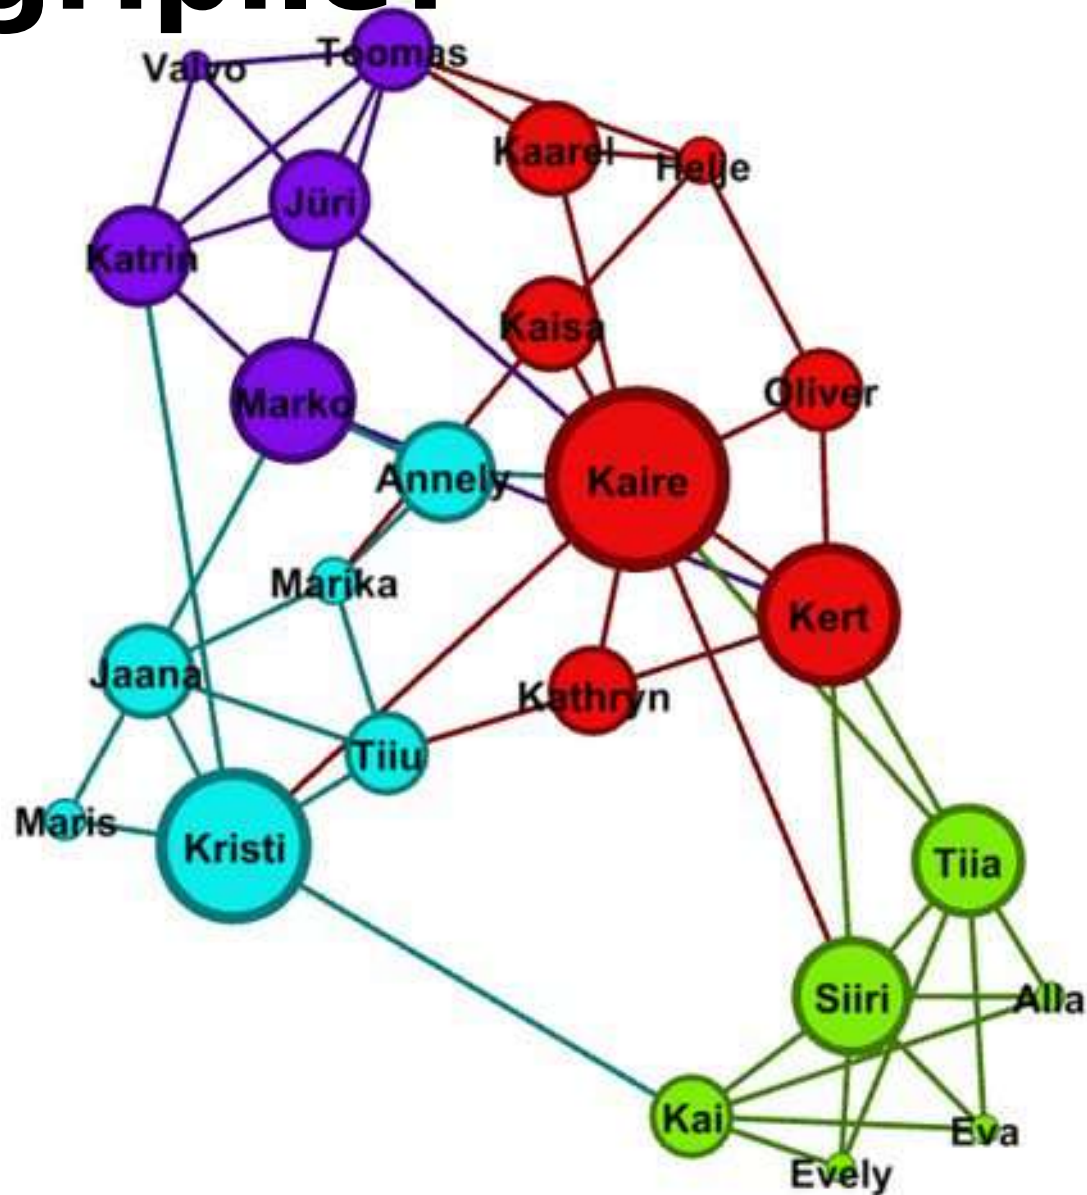 Valvo
Toomas
Kaarel
Helje
Jüri
Katrin
Kaisa
Marko
Oliver
Annely
Kaire
Marika
Kert
Jaana
Kathryn
Tiiu
Maris
Kristi
Tiia
Siiri
Alla
Kai
Eva
Evely